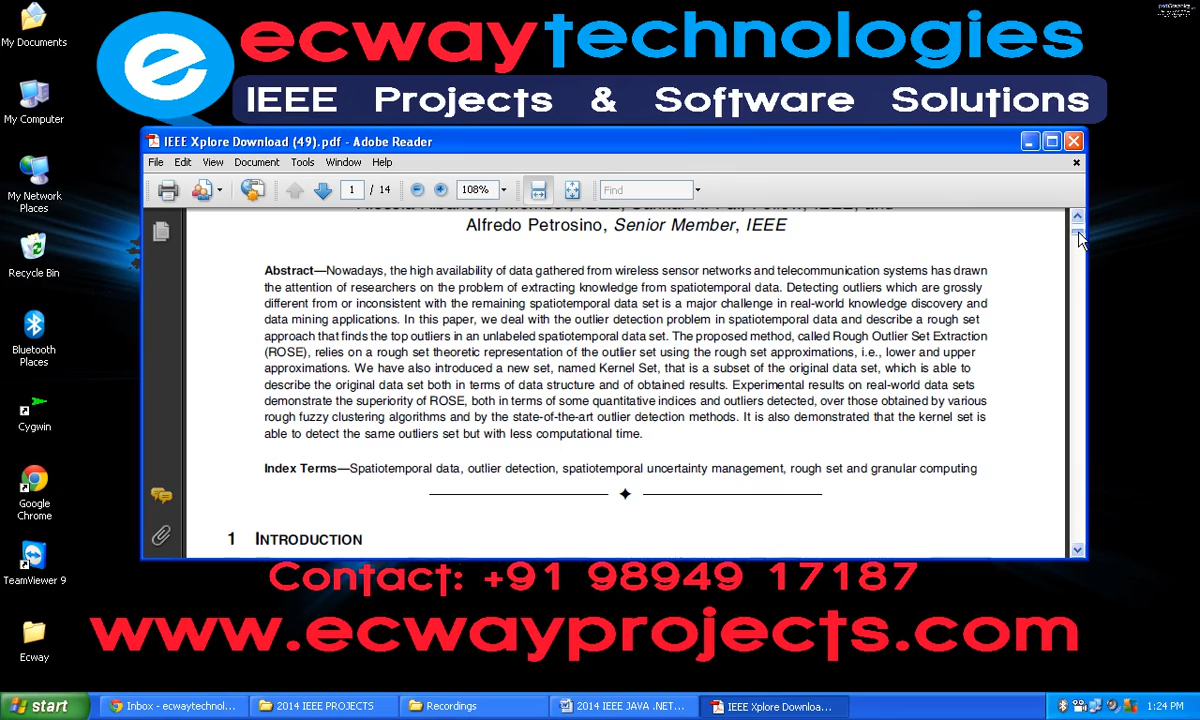 ecwaytechnologies
IEEE Projects & Software Solutions
My Documents
My Computer
My Network
Places
Recycle Bin
Bluetooth
Places
Cygwin
Google
Chrome
TeamViewer 9
Ecway
IEEE Xplore Download (49).pdf - Adobe Reader
File Edit View Document Tools Window Help
1 / 14 108% Find
Alfredo Petrosino, Senior Member, IEEE
Abstract—Nowadays, the high availability of data gathered from wireless sensor networks and telecommunication systems has drawn
the attention of researchers on the problem of extracting knowledge from spatiotemporal data. Detecting outliers which are grossly
different from or inconsistent with the remaining spatiotemporal data set is a major challenge in real-world knowledge discovery and
data mining applications. In this paper, we deal with the outlier detection problem in spatiotemporal data and describe a rough set
approach that finds the top outliers in an unlabeled spatiotemporal data set. The proposed method, called Rough Outlier Set Extraction
(ROSE), relies on a rough set theoretic representation of the outlier set using the rough set approximations, i.e., lower and upper
approximations. We have also introduced a new set, named Kernel Set, that is a subset of the original data set, which is able to
describe the original data set both in terms of data structure and of obtained results. Experimental results on real-world data sets
demonstrate the superiority of ROSE, both in terms of some quantitative indices and outliers detected, over those obtained by various
rough fuzzy clustering algorithms and by the state-of-the-art outlier detection methods. It is also demonstrated that the kernel set is
able to detect the same outliers set but with less computational time.
Index Terms—Spatiotemporal data, outlier detection, spatiotemporal uncertainty management, rough set and granular computing
1 INTRODUCTION
Contact: +91 98949 17187
www.ecwayprojects.com
start Inbox - ecwaytechnol... 2014 IEEE PROJECTS Recordings 2014 IEEE JAVA .NET... IEEE Xplore Downloa... 1:24 PM